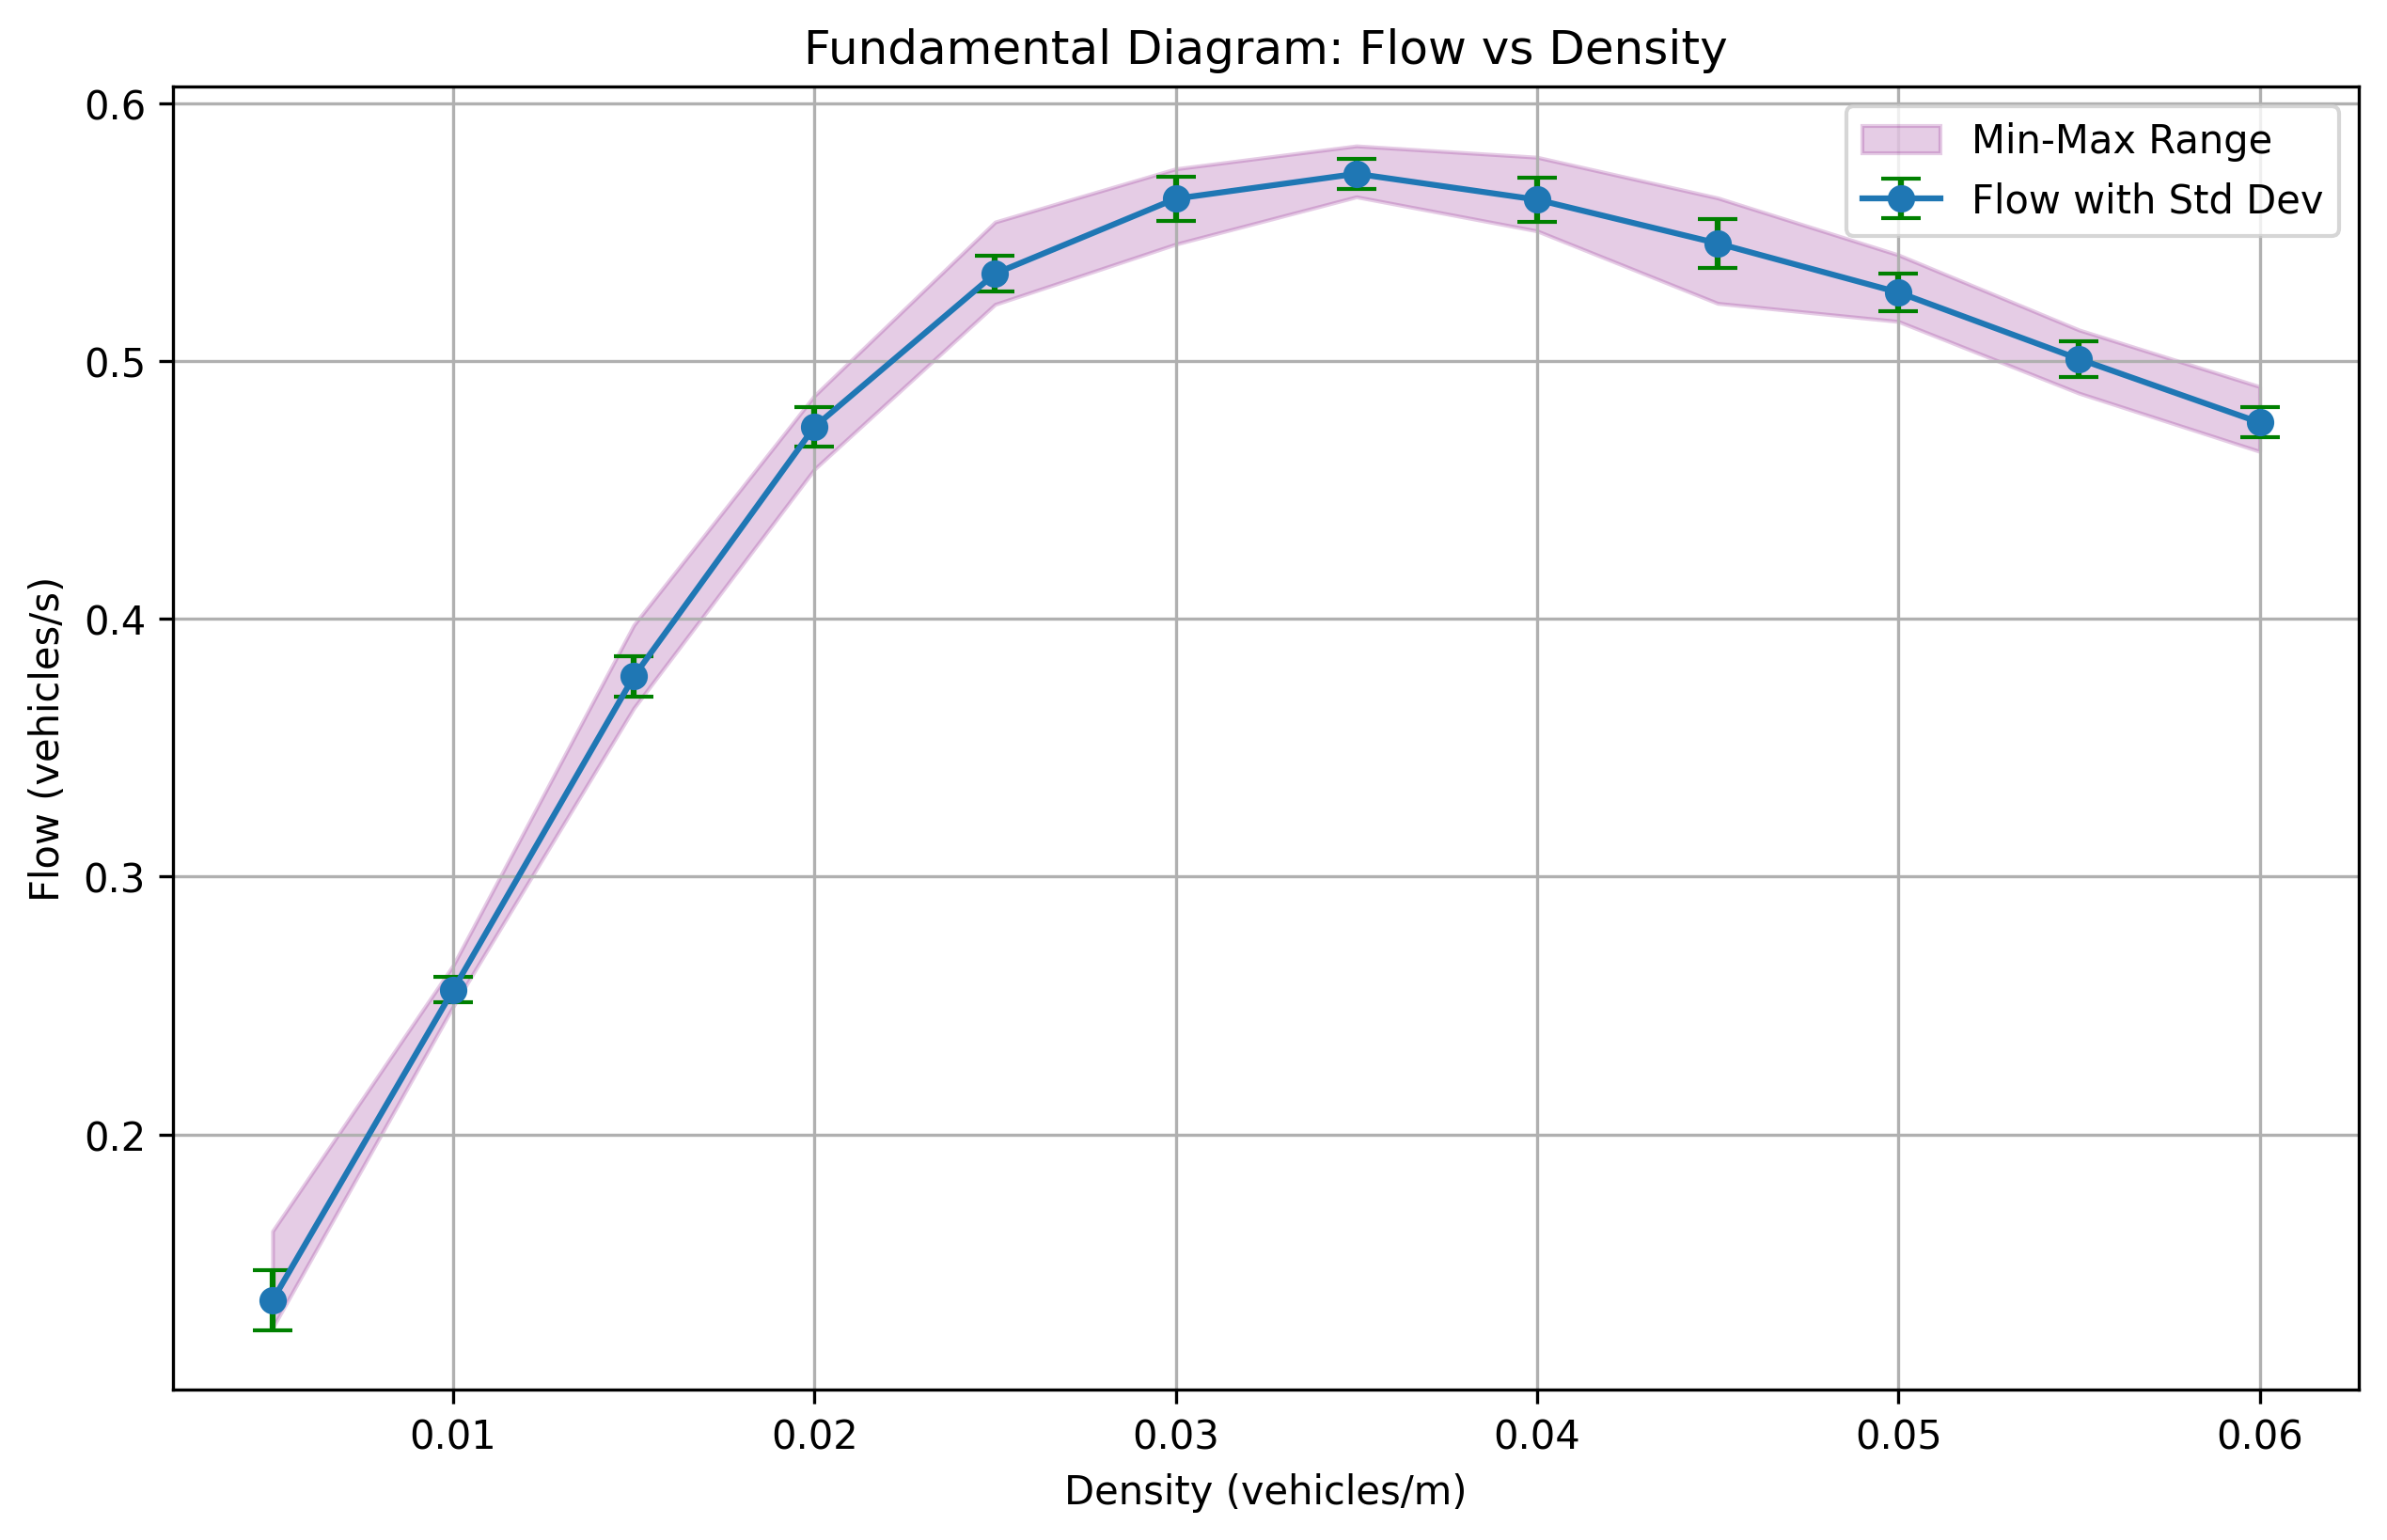 Fundamental Diagram: Flow vs Density
0.6
0.5
0.4
0.3
0.2
Flow (vehicles/s)
Min-Max Range
Flow with Std Dev
0.01 0.02 0.03 0.04 0.05 0.06
Density (vehicles/m)